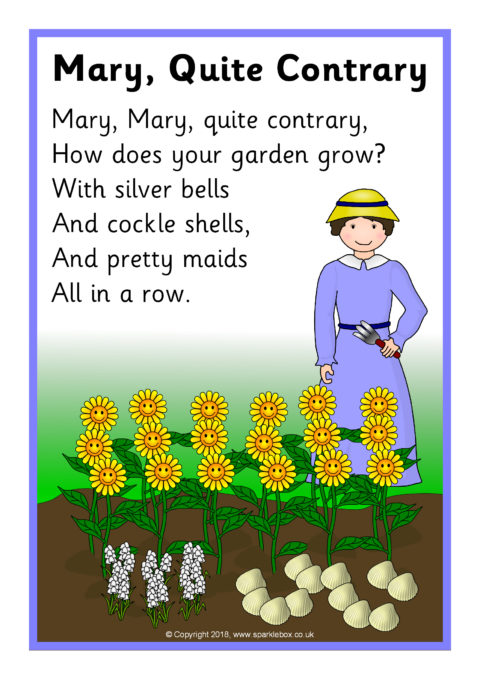 Mary, Quite Contrary
Mary, Mary, quite contrary,
How does your garden grow?
With silver bells
And cockle shells,
And pretty maids
All in a row.
© Copyright 2018, www.sparklebox.co.uk